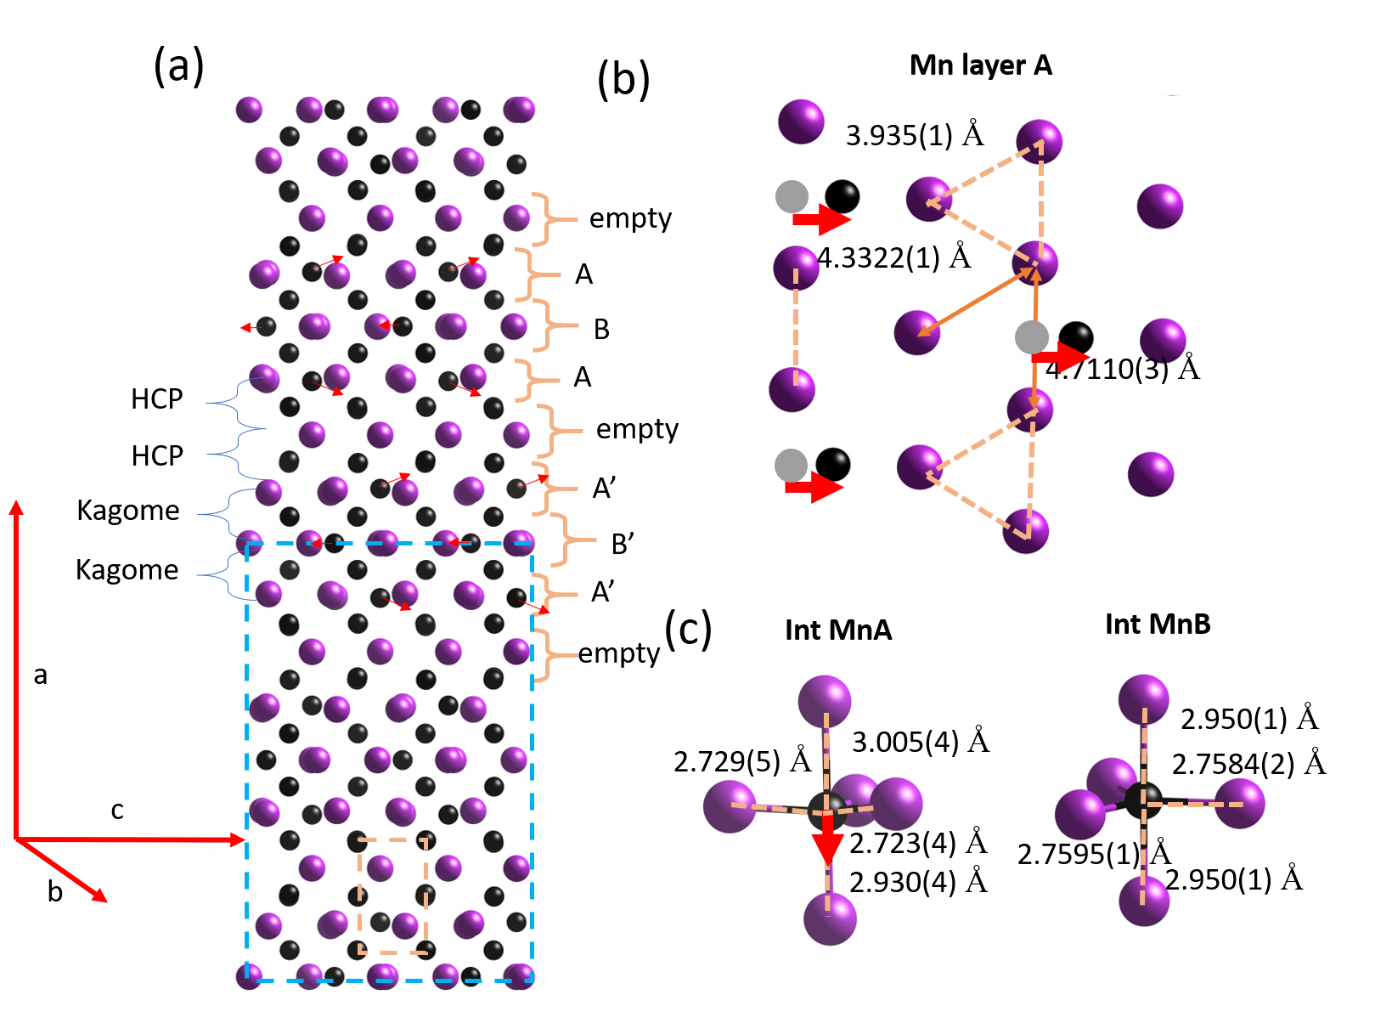 (a)
empty
A
B
A
HCP
empty
HCP
A’
Kagome
B’
Kagome
A’
empty
a
c
b
(b)
Mn layer A
3.935(1) Å
4.3322(1) Å
4.7110(3) Å
(c)
Int MnA
Int MnB
2.729(5) Å
3.005(4) Å
2.723(4) Å
2.930(4) Å
2.950(1) Å
2.7584(2) Å
2.7595(1) Å
2.950(1) Å